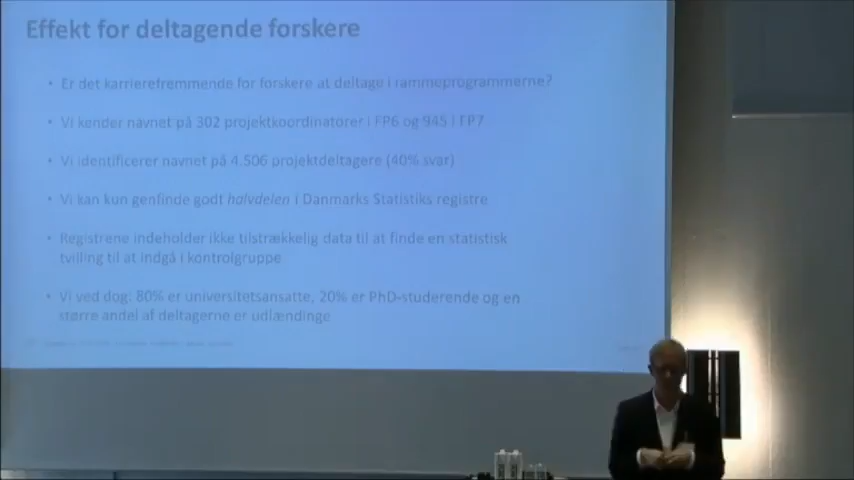 Effekt for deltagende forskere
• Er det karrierefremmende for forskere at deltage i rammeprogrammerne?
• Vi kender navnet på 302 projektkoordinatorer i FP6 og 945 i FP7
• Vi identificerer navnet på 4.506 projektdeltagere (40% svar)
• Vi kan kun genfinde godt halvdelen i Danmarks Statistiks registre
• Registrene indeholder ikke tilstrækkelig data til at finde en statistisk
tvilling til at indgå i kontrolgruppe
• Vi ved dog: 80% er universitetsansatte, 20% er PhD-studerende og en
større andel af deltagerne er udlændinge